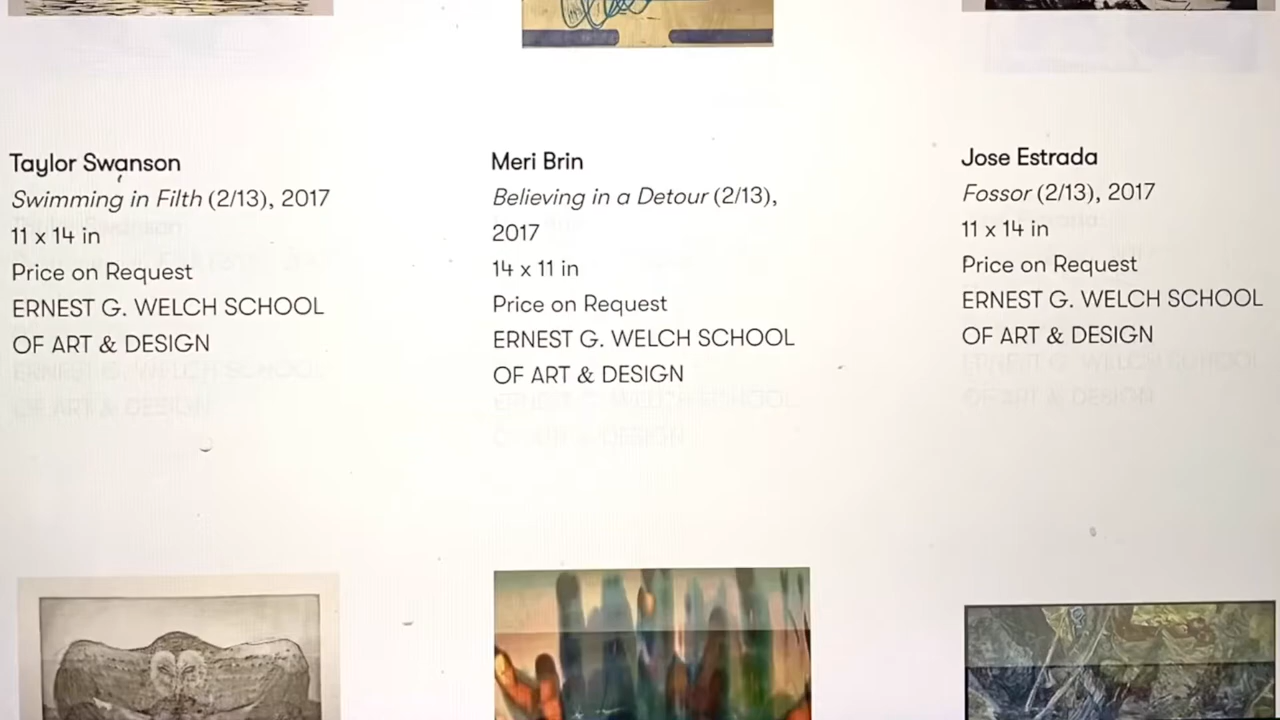 Taylor Swanson
Swimming in Filth (2/13), 2017
11 x 14 in
Price on Request
ERNEST G. WELCH SCHOOL
OF ART & DESIGN
Meri Brin
Believing in a Detour (2/13),
2017
14 x 11 in
Price on Request
ERNEST G. WELCH SCHOOL
OF ART & DESIGN
Jose Estrada
Fossor (2/13), 2017
11 x 14 in
Price on Request
ERNEST G. WELCH SCHOOL
OF ART & DESIGN